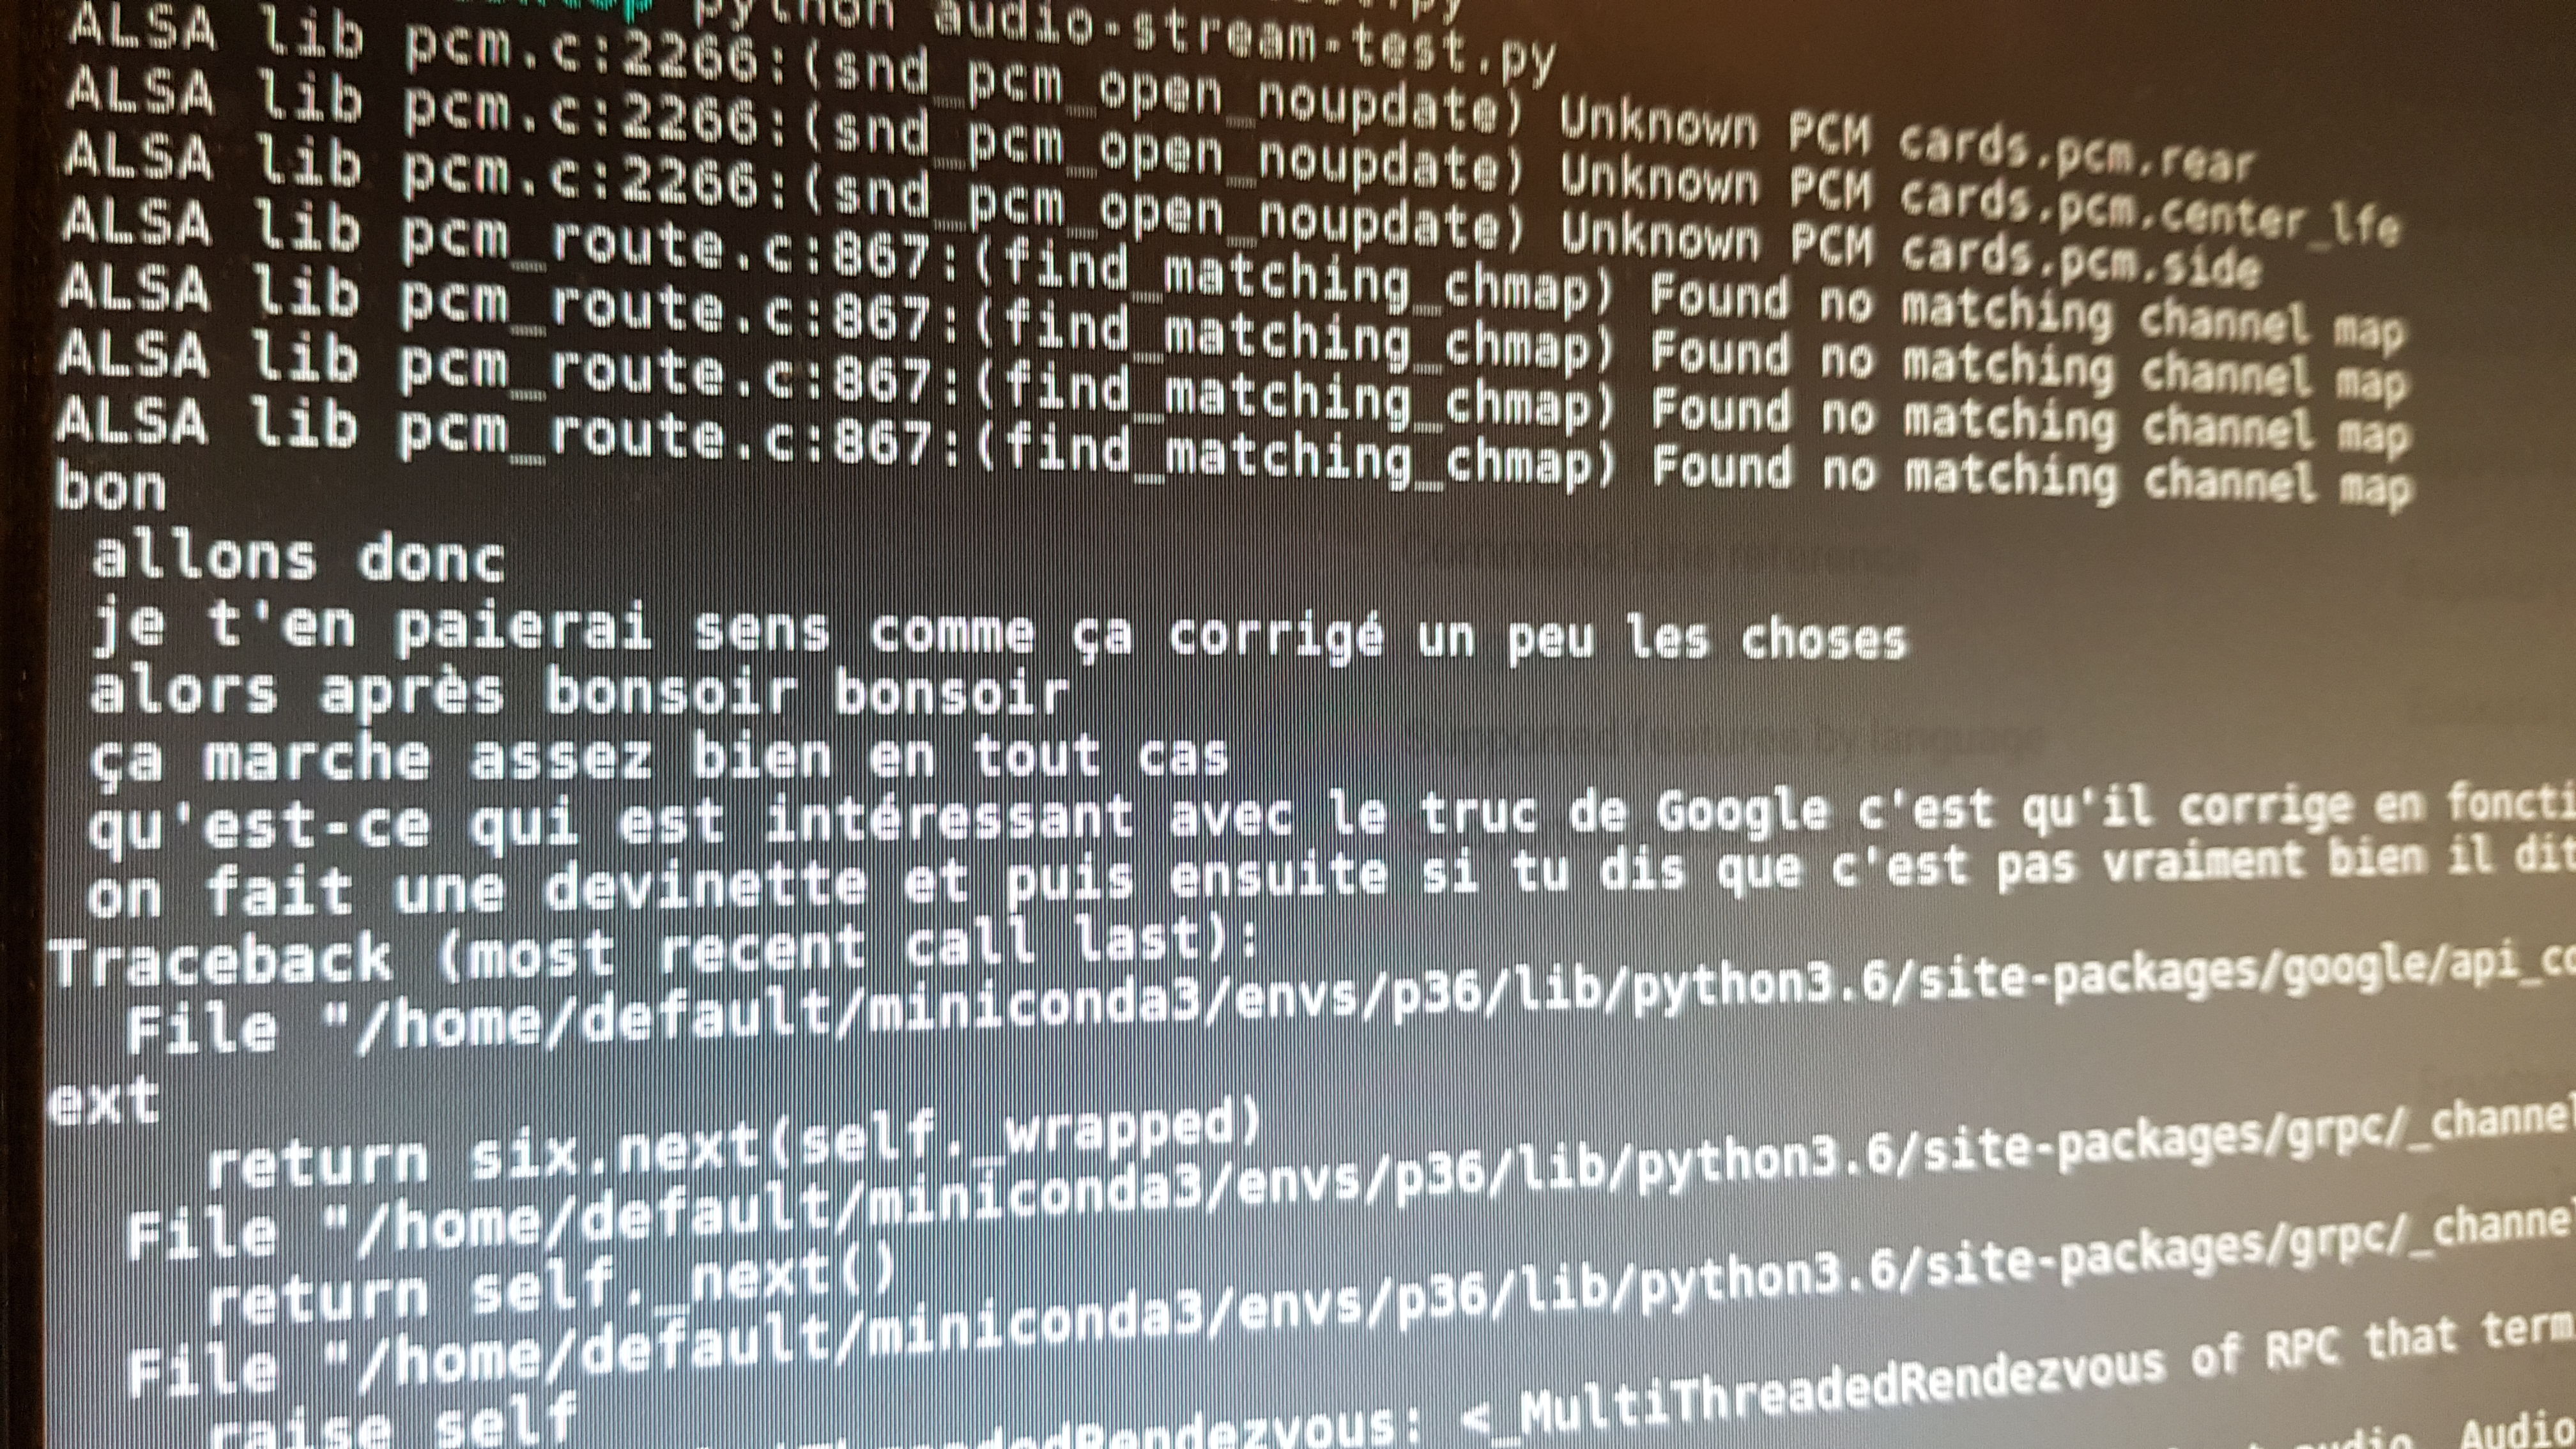 python audio-stream-test.py
ALSA lib pcm.c:2266:(snd_pcm_open_noupdate) Unknown PCM cards.pcm.rear
ALSA lib pcm.c:2266:(snd_pcm_open_noupdate) Unknown PCM cards.pcm.center_lfe
ALSA lib pcm.c:2266:(snd_pcm_open_noupdate) Unknown PCM cards.pcm.side
ALSA lib pcm_route.c:867:(find_matching_chmap) Found no matching channel map
ALSA lib pcm_route.c:867:(find_matching_chmap) Found no matching channel map
ALSA lib pcm_route.c:867:(find_matching_chmap) Found no matching channel map
ALSA lib pcm_route.c:867:(find_matching_chmap) Found no matching channel map
bon
allons donc
je t'en paierai sens comme ça corrigé un peu les choses
alors après bonsoir bonsoir
ça marche assez bien en tout cas
qu'est-ce qui est intéressant avec le truc de Google c'est qu'il corrige en foncti
on fait une devinette et puis ensuite si tu dis que c'est pas vraiment bien il dit
Traceback (most recent call last):
File "/home/default/miniconda3/envs/p36/lib/python3.6/site-packages/google/api_co
ext
return six.next(self._wrapped)
File "/home/default/miniconda3/envs/p36/lib/python3.6/site-packages/grpc/_channel
return self._next()
File "/home/default/miniconda3/envs/p36/lib/python3.6/site-packages/grpc/_channel
raise self
Rendezvous: <_MultiThreadedRendezvous of RPC that term
audio. Audio